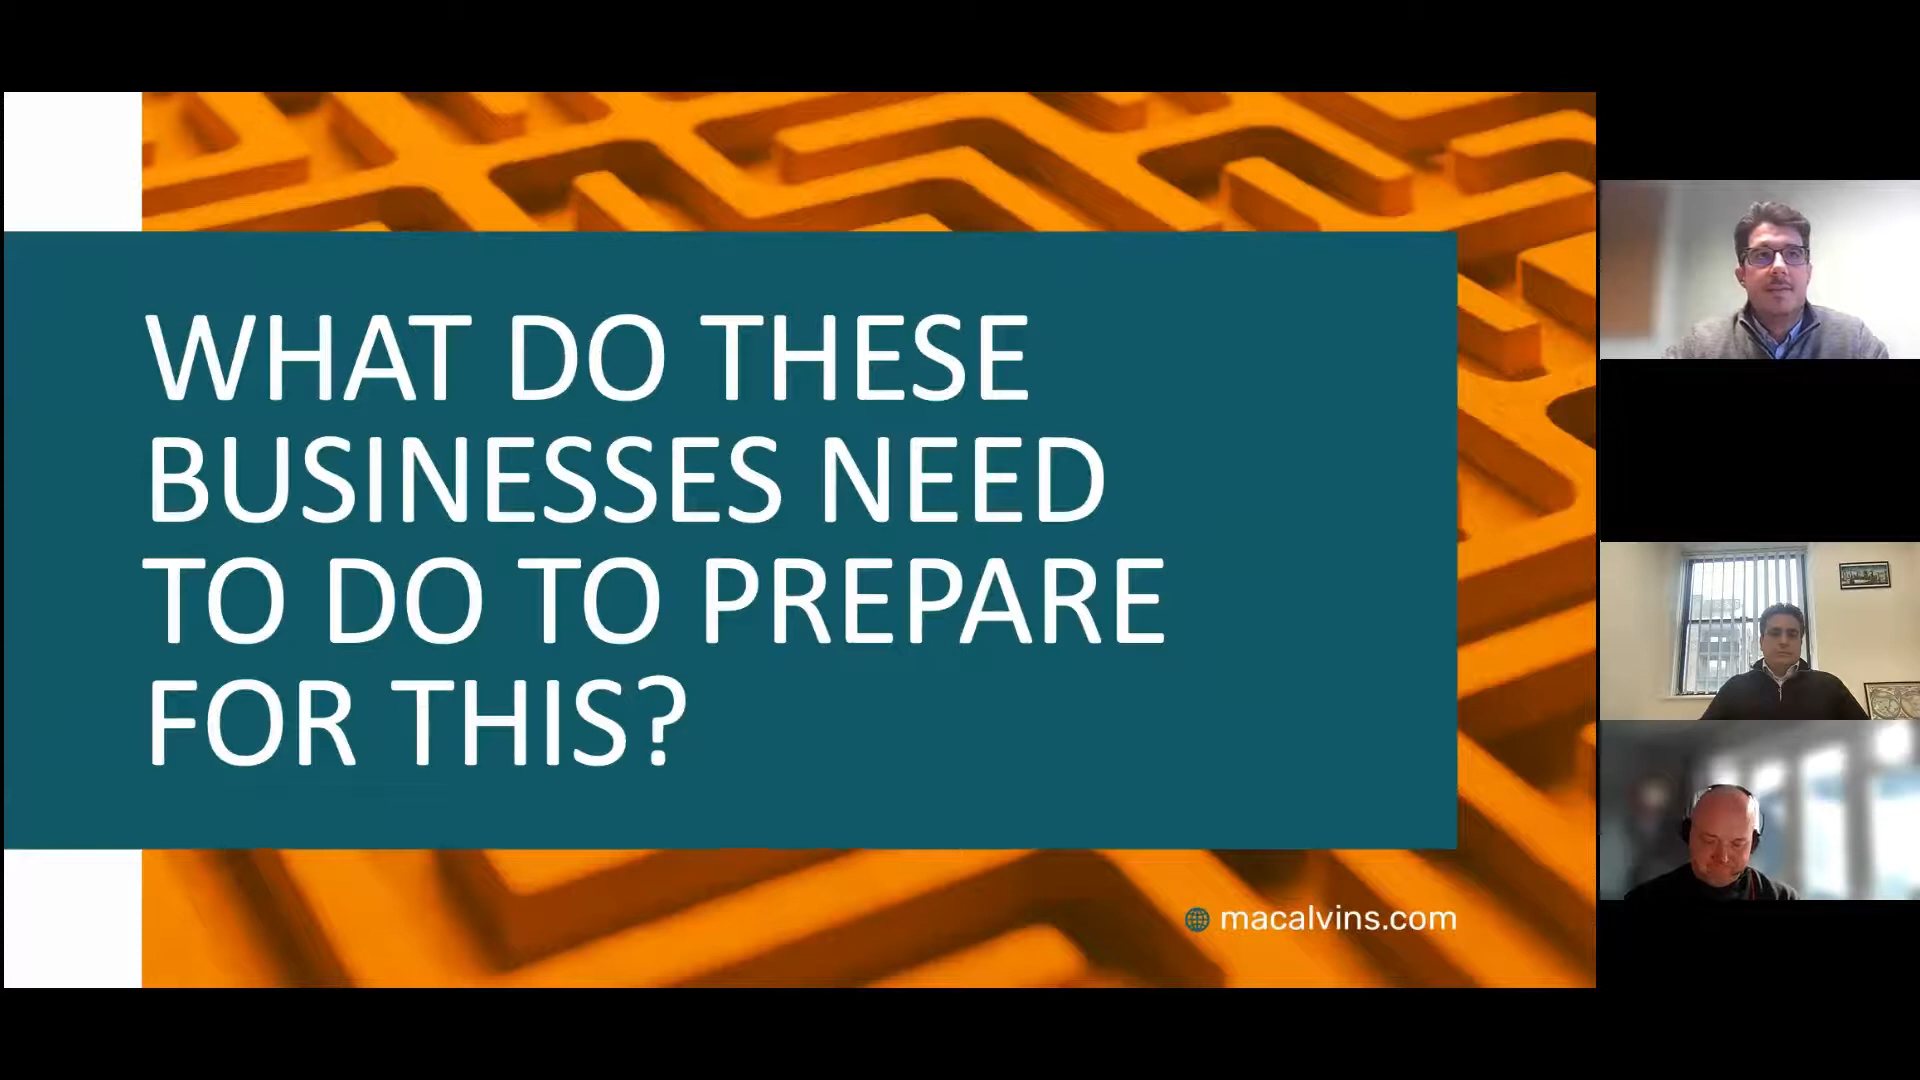 WHAT DO THESE
BUSINESSES NEED
TO DO TO PREPARE
FOR THIS?
macalvins.com